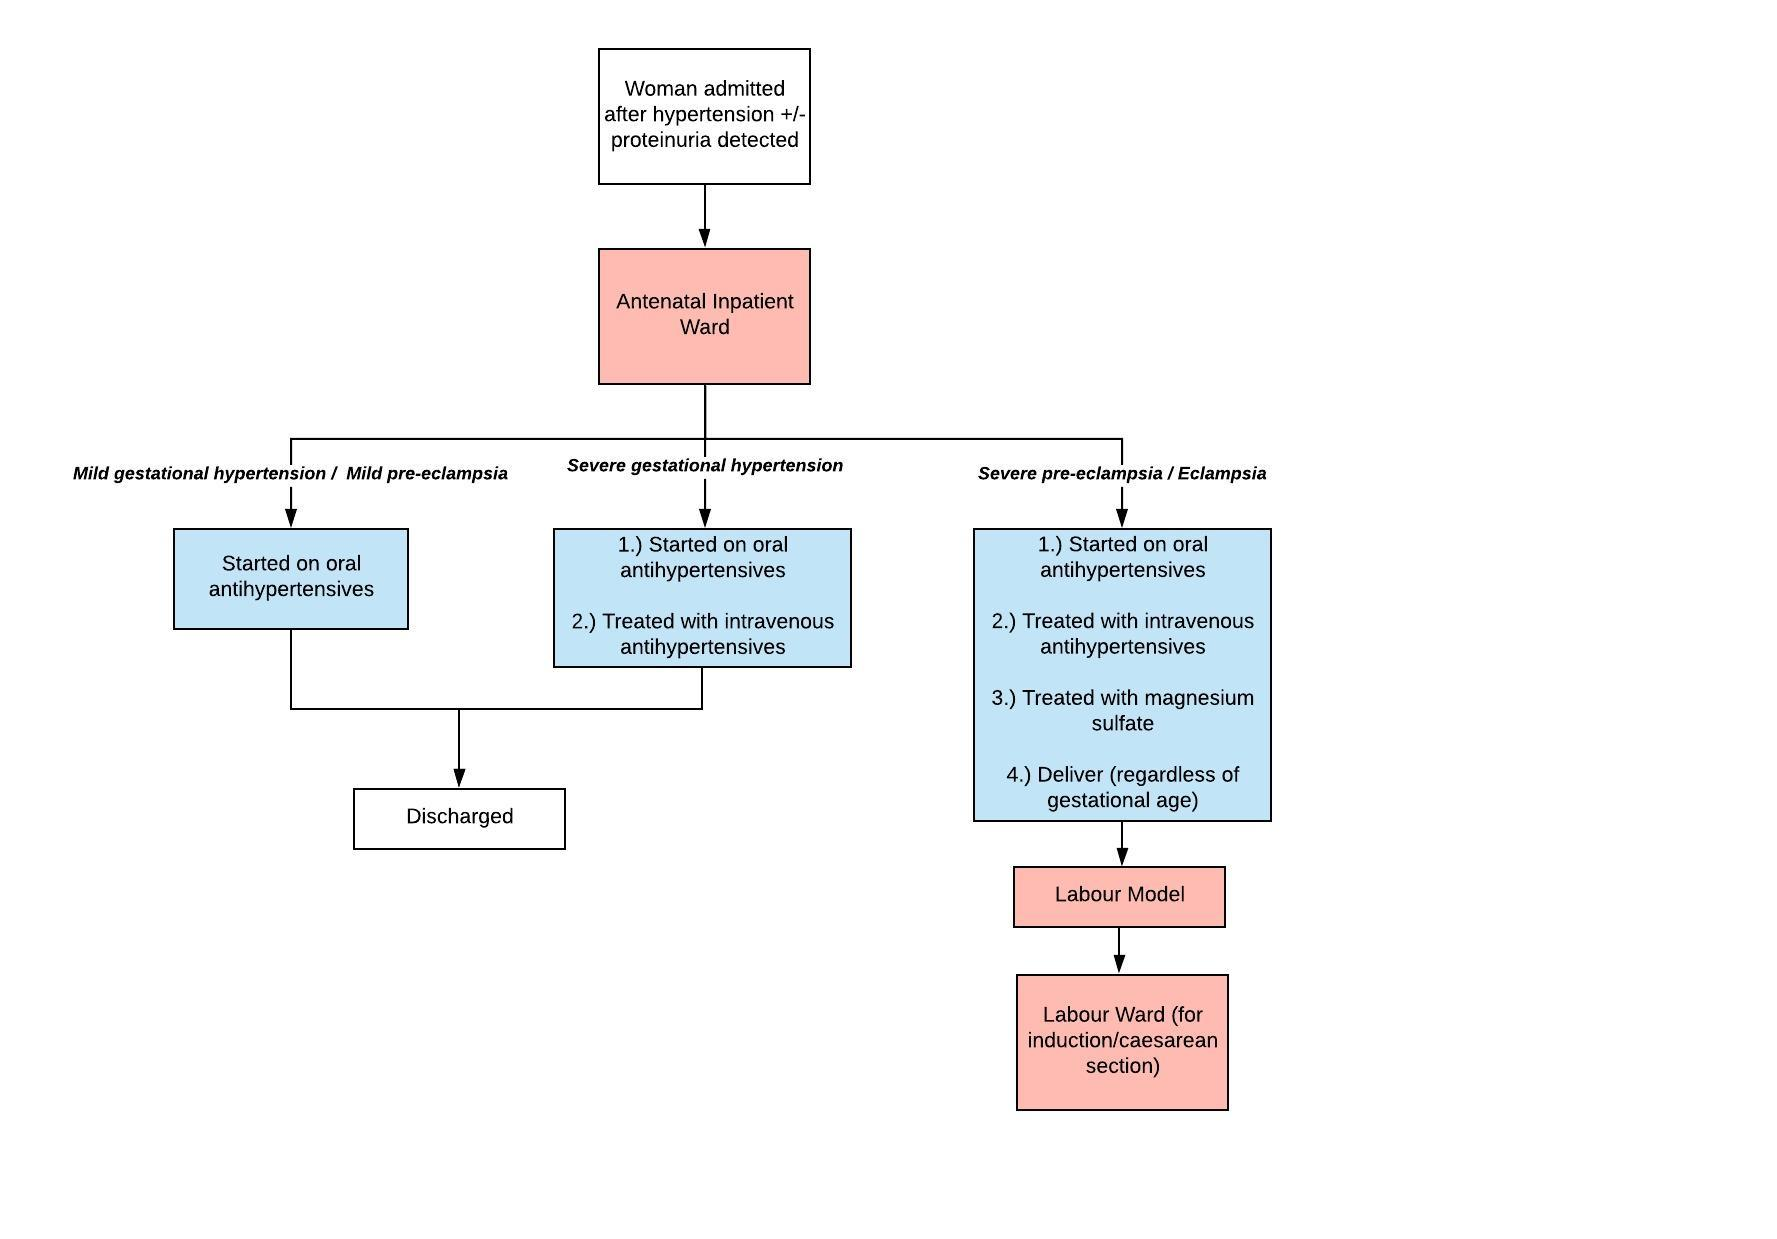 Woman admitted
after hypertension +/-
proteinuria detected
Antenatal Inpatient
Ward
Mild gestational hypertension /  Mild pre-eclampsia
Severe gestational hypertension
Severe pre-eclampsia / Eclampsia
Started on oral
antihypertensives
1.) Started on oral
antihypertensives
2.) Treated with intravenous
antihypertensives
1.) Started on oral
antihypertensives
2.) Treated with intravenous
antihypertensives
3.) Treated with magnesium
sulfate
4.) Deliver (regardless of
gestational age)
Discharged
Labour Model
Labour Ward (for
induction/caesarean
section)